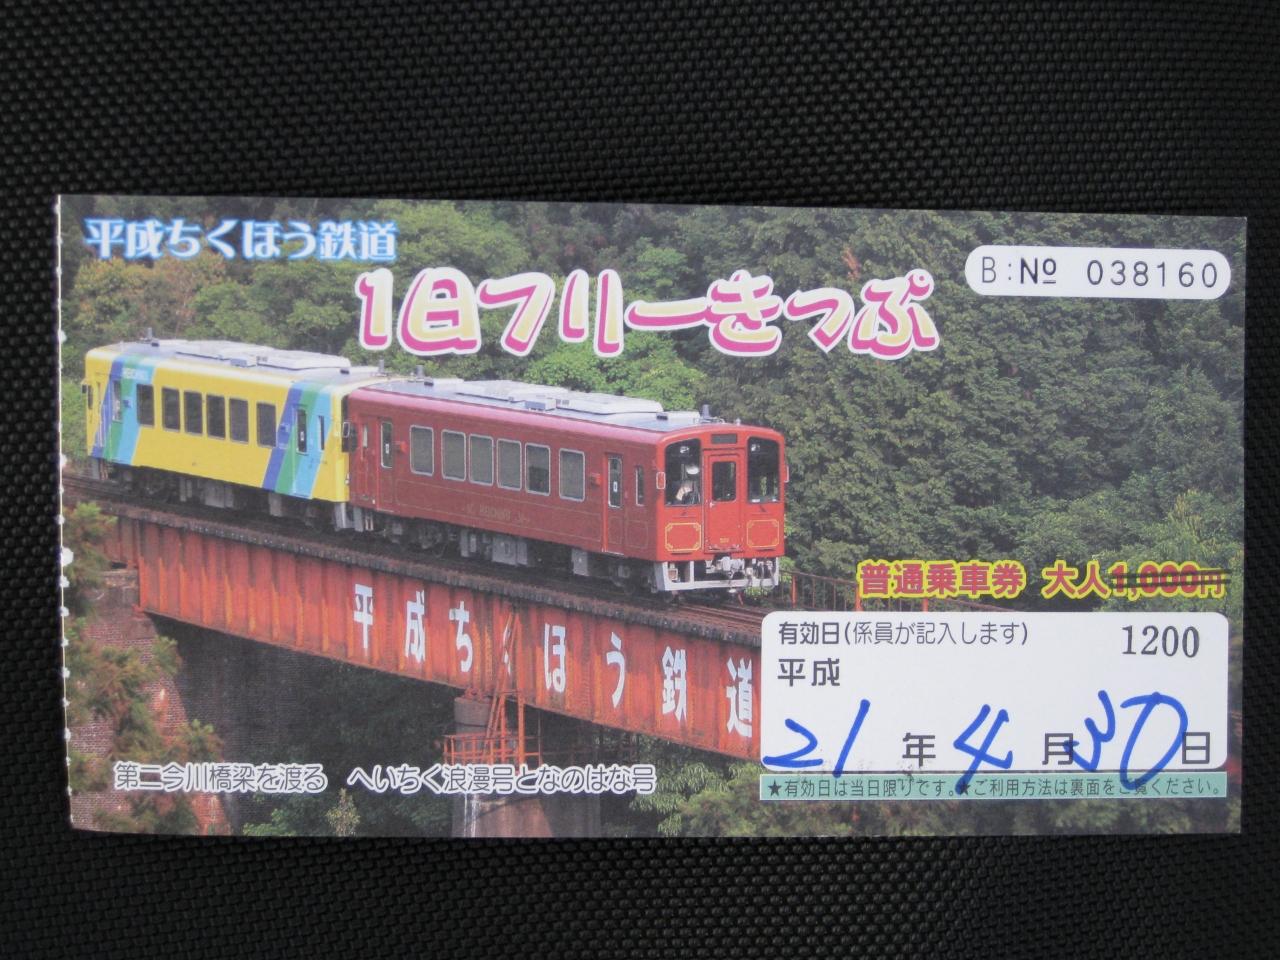 平成ちくほう鉄道
1日フリーきっぷ
B:No 038160
普通乗車券 大人1,000円
有効日(係員が記入します) 1200
平成
21年4月30日
★有効日は当日限りです。★ご利用方法は裏面をご覧ください。
平成ちくほう鉄道
第二今川橋梁を渡る へいちく浪漫号となのはな号